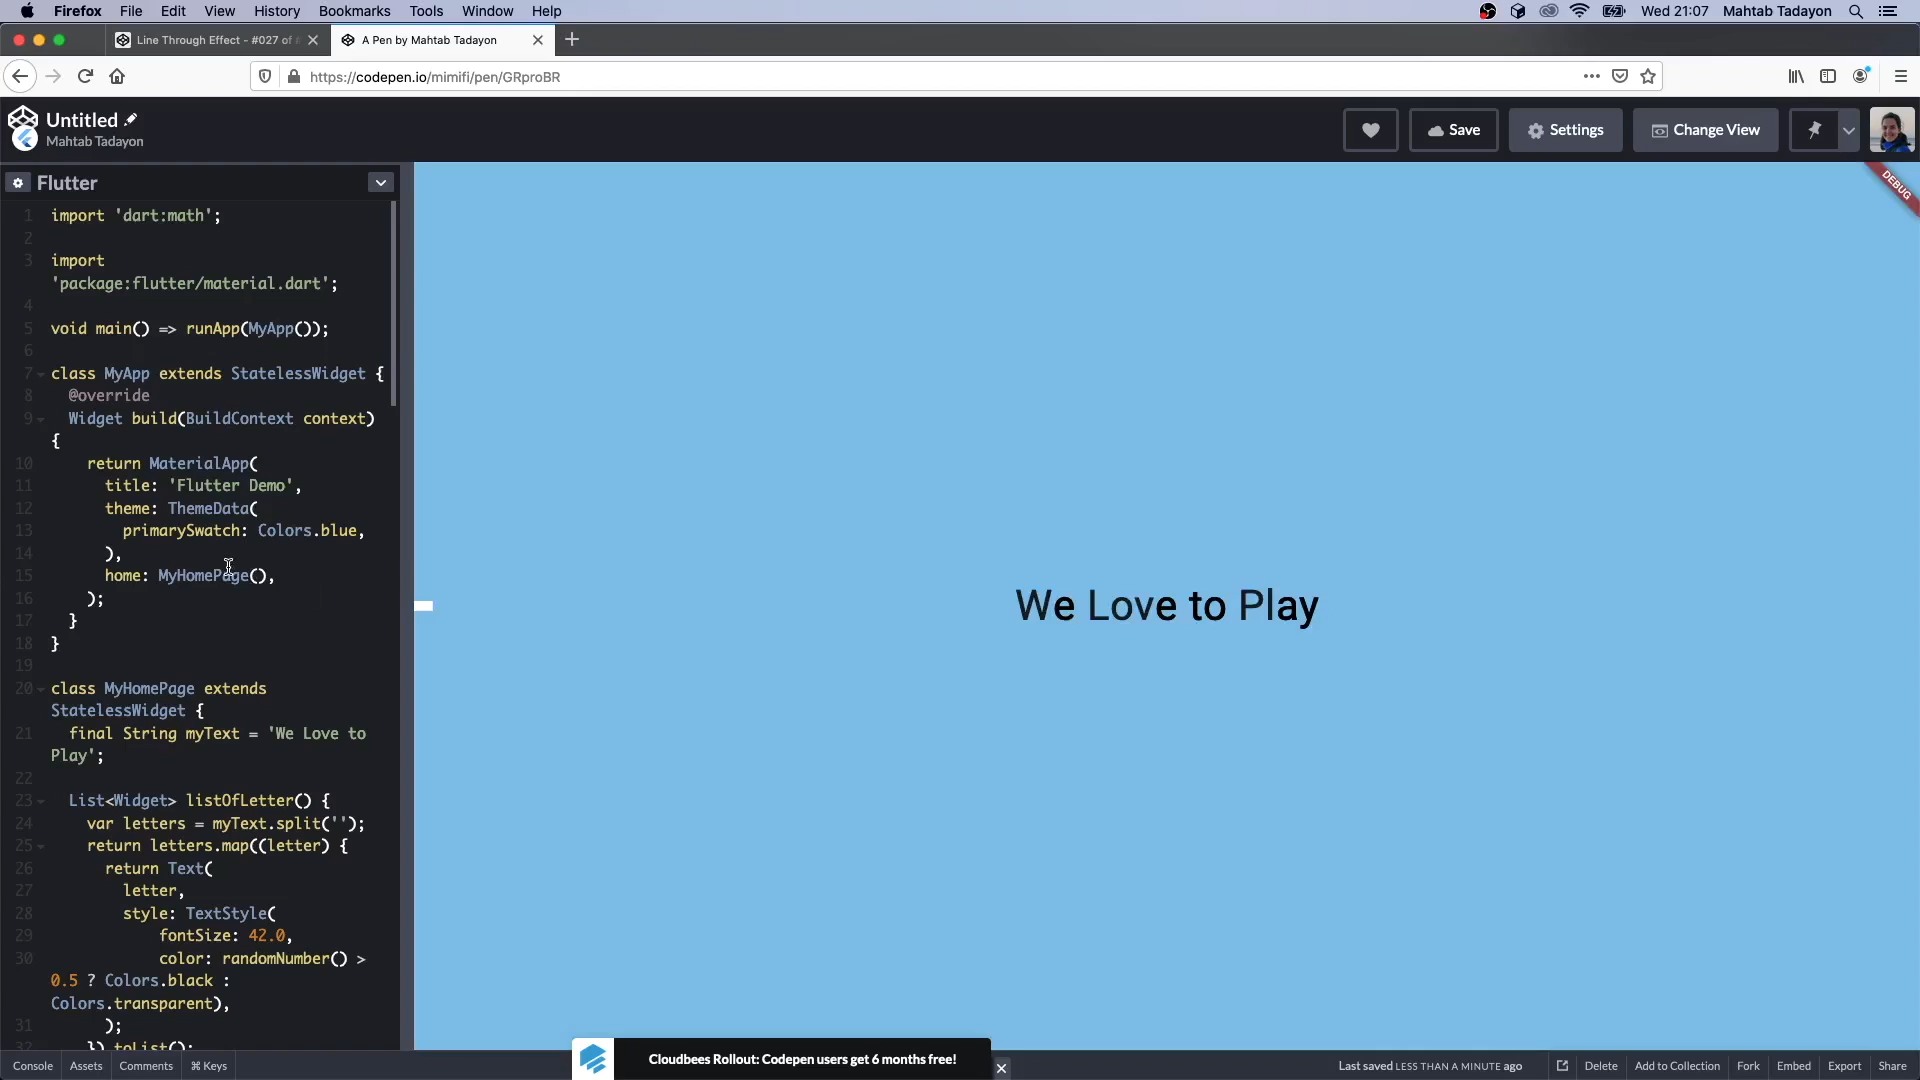 Firefox File Edit View History Bookmarks Tools Window Help Wed 21:07 Mahtab Tadayon
Line Through Effect - #027 of
A Pen by Mahtab Tadayon
https://codepen.io/mimifi/pen/GRproBR
Untitled
Mahtab Tadayon
Save
Settings
Change View
Flutter
DEBUG
1 import 'dart:math';
2
3 import
'package:flutter/material.dart';
4
5 void main() => runApp(MyApp());
6
7 class MyApp extends StatelessWidget {
8 @override
9 Widget build(BuildContext context)
{
10 return MaterialApp(
11 title: 'Flutter Demo',
12 theme: ThemeData(
13 primarySwatch: Colors.blue,
14 ),
15 home: MyHomePage(),
16 );
17 }
18 }
19
20 class MyHomePage extends
StatelessWidget {
21 final String myText = 'We Love to
Play';
22
23 List<Widget> listOfLetter() {
24 var letters = myText.split('');
25 return letters.map((letter) {
26 return Text(
27 letter,
28 style: TextStyle(
29 fontSize: 42.0,
30 color: randomNumber() >
0.5 ? Colors.black :
Colors.transparent),
31 );
32 }).toList();
We Love to Play
Console Assets Comments ⌘ Keys
Cloudbees Rollout: Codepen users get 6 months free!
Last saved LESS THAN A MINUTE ago
Delete Add to Collection Fork Embed Export Share